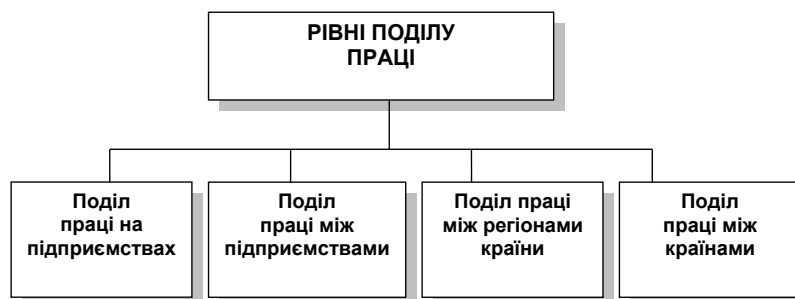 РІВНІ ПОДІЛУ
ПРАЦІ
Поділ
праці на
підприємствах
Поділ
праці між
підприємствами
Поділ праці
між регіонами
країни
Поділ
праці між
країнами